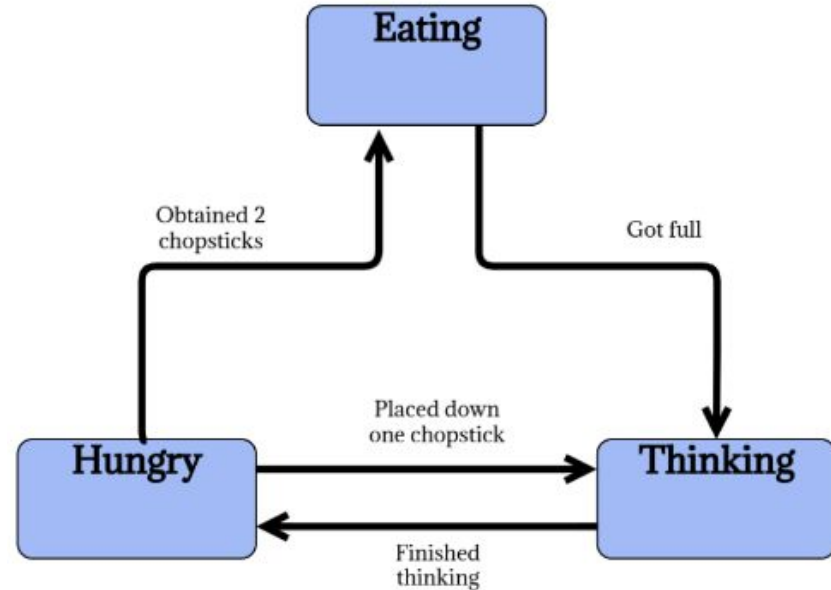 Eating
Obtained 2
chopsticks
Got full
Placed down
one chopstick
Hungry
Thinking
Finished
thinking